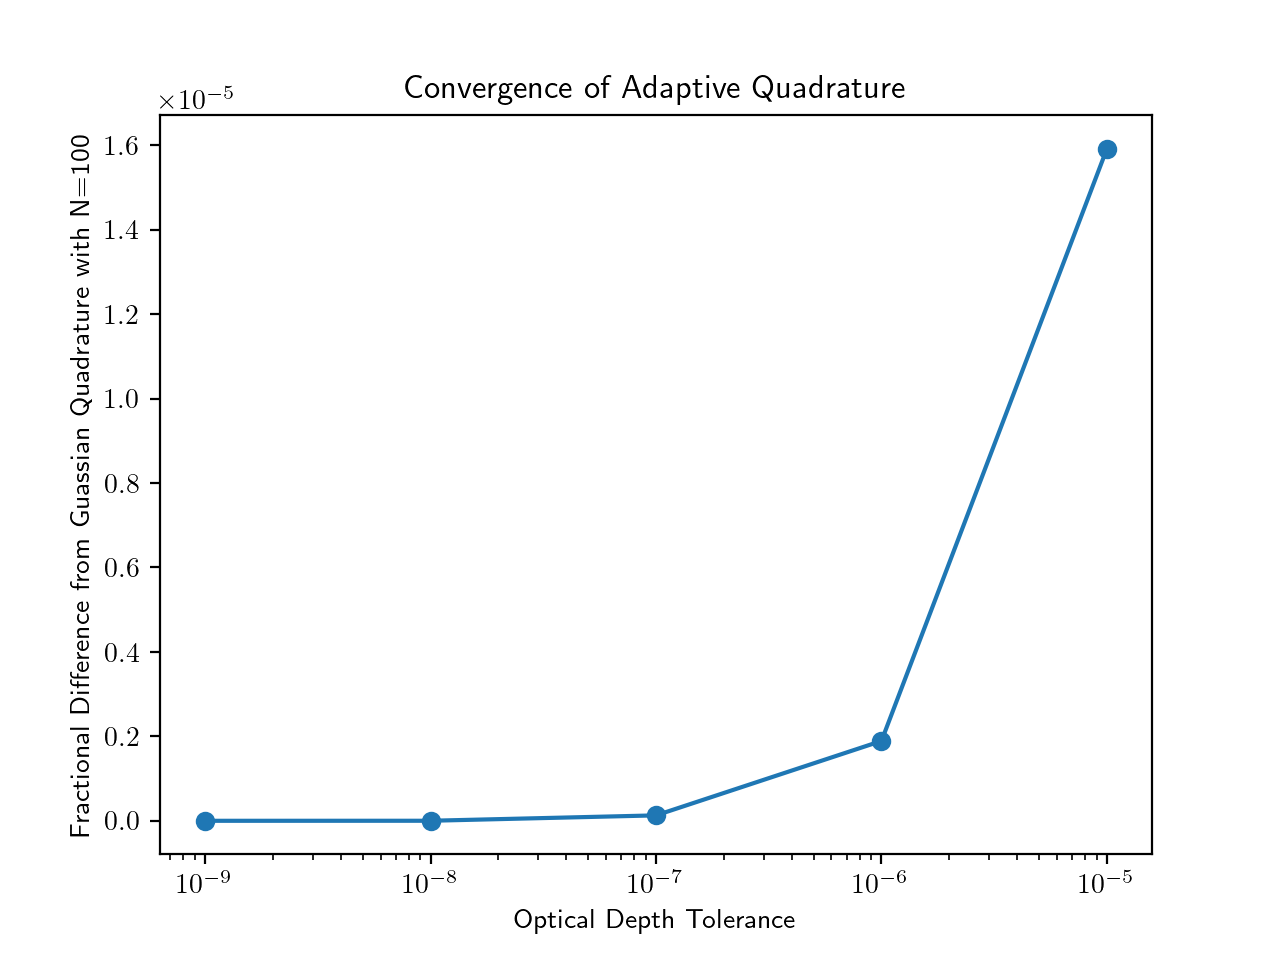 Convergence of Adaptive Quadrature
×10⁻⁵
Fractional Difference from Guassian Quadrature with N=100
1.6
1.4
1.2
1.0
0.8
0.6
0.4
0.2
0.0
10⁻⁹ 10⁻⁸ 10⁻⁷ 10⁻⁶ 10⁻⁵
Optical Depth Tolerance